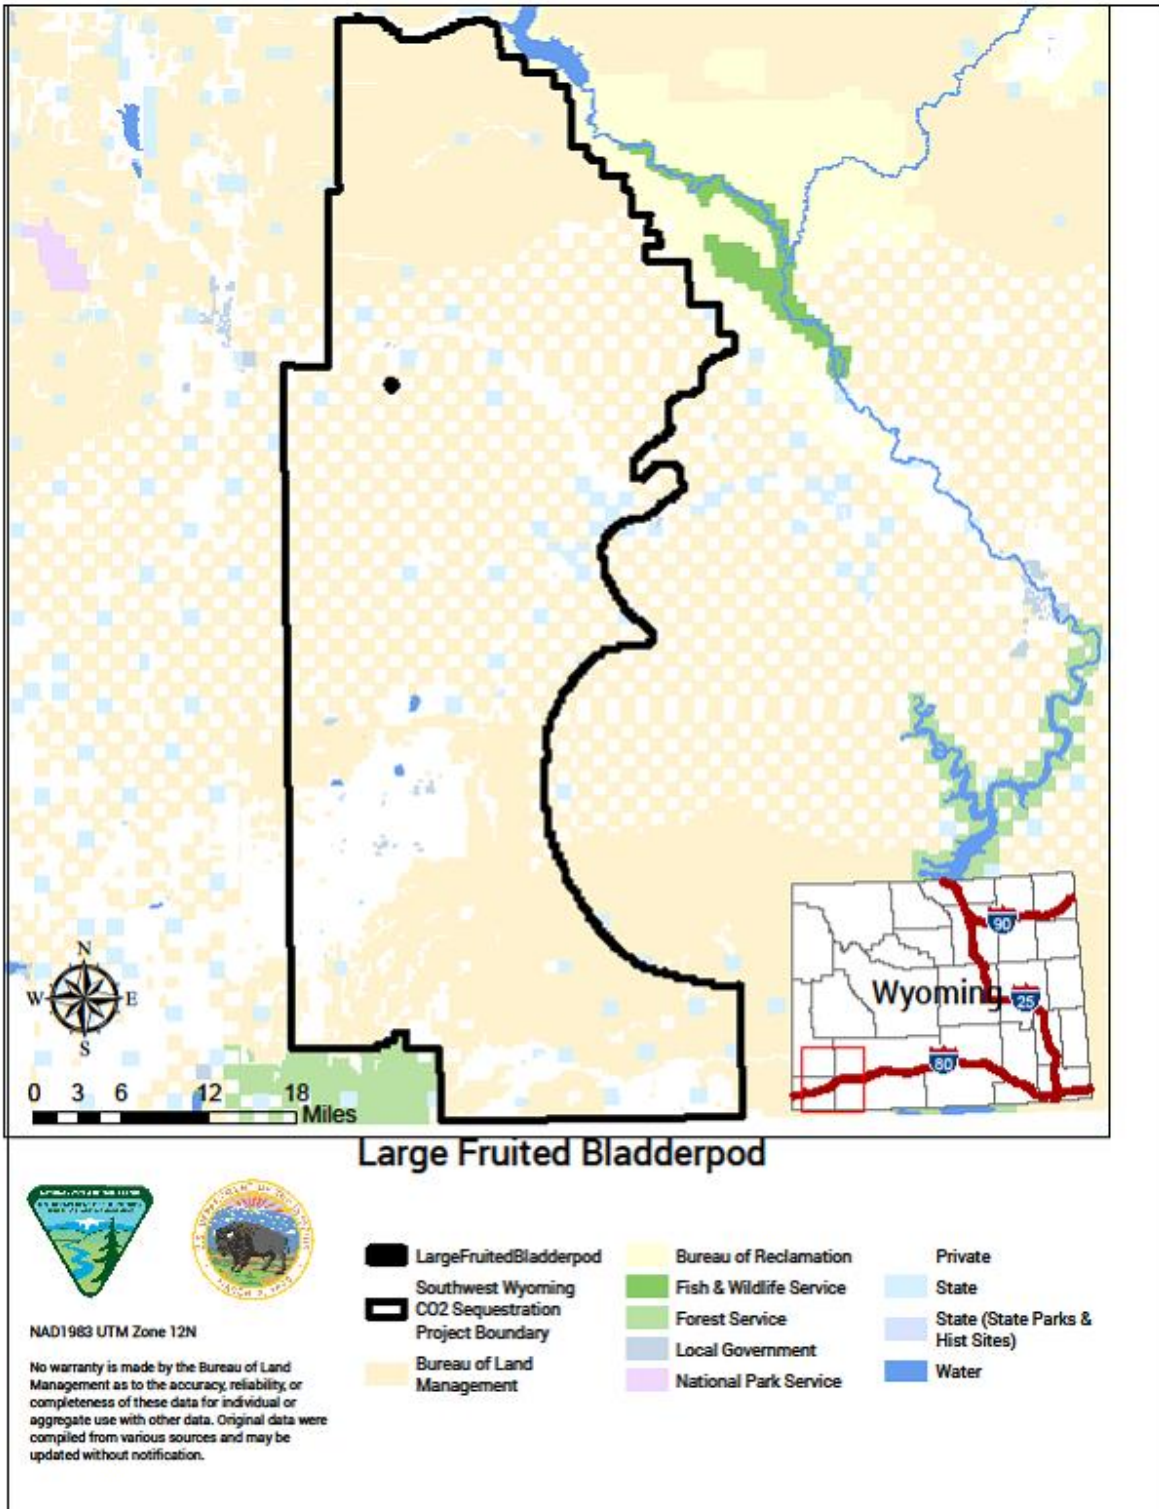 90
Wyoming
25
80
N
W E
S
0 3 6 12 18
Miles
Large Fruited Bladderpod
LargeFruitedBladderpod
Southwest Wyoming
CO2 Sequestration
Project Boundary
Bureau of Land
Management
Bureau of Reclamation
Fish & Wildlife Service
Forest Service
Local Government
National Park Service
Private
State
State (State Parks &
Hist Sites)
Water
NAD1983 UTM Zone 12N
No warranty is made by the Bureau of Land
Management as to the accuracy, reliability, or
completeness of these data for individual or
aggregate use with other data. Original data were
compiled from various sources and may be
updated without notification.